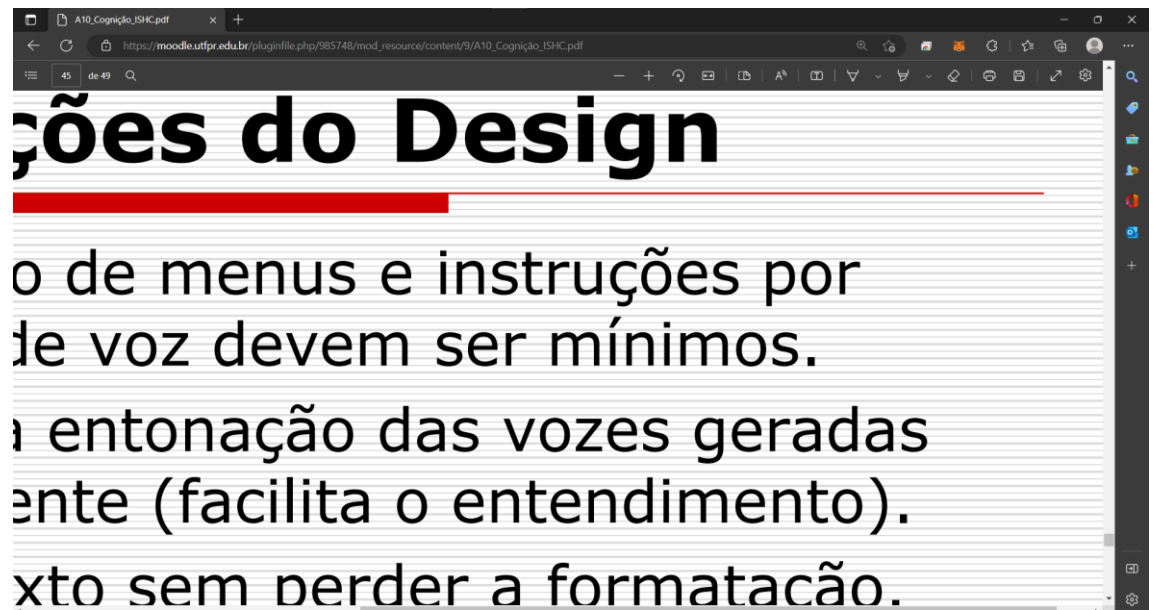 A10_Cognição_ISHC.pdf
https://moodle.utfpr.edu.br/pluginfile.php/985748/mod_resource/content/9/A10_Cognição_ISHC.pdf
45 de 49
ções do Design
o de menus e instruções por
de voz devem ser mínimos.
a entonação das vozes geradas
ente (facilita o entendimento).
xto sem perder a formatação.